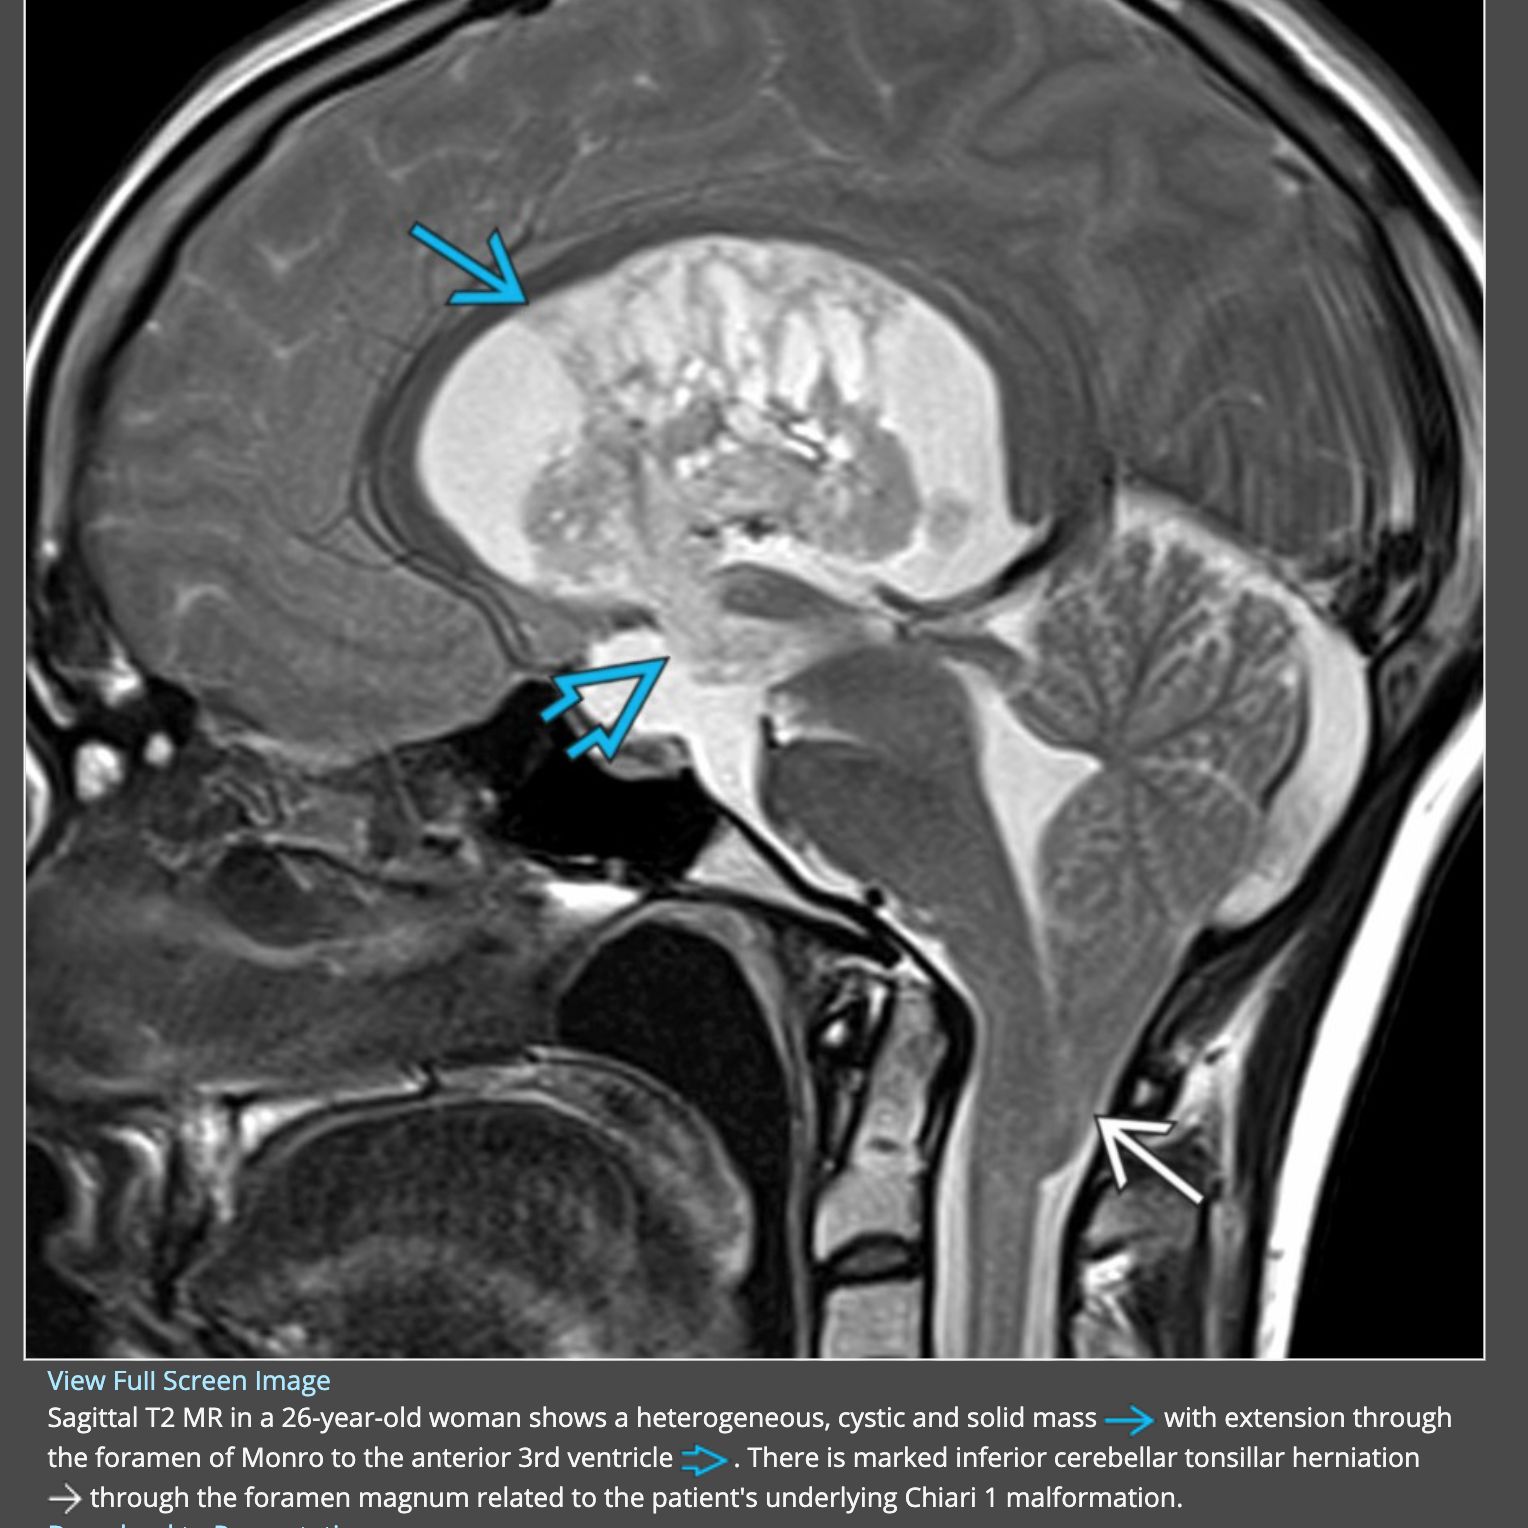 View Full Screen Image
Sagittal T2 MR in a 26-year-old woman shows a heterogeneous, cystic and solid mass with extension through
the foramen of Monro to the anterior 3rd ventricle . There is marked inferior cerebellar tonsillar herniation
through the foramen magnum related to the patient's underlying Chiari 1 malformation.